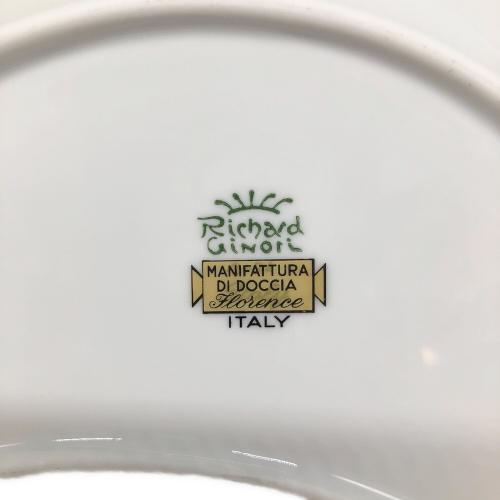 Richard
GINORI
MANIFATTURA
DI DOCCIA
Florence
ITALY